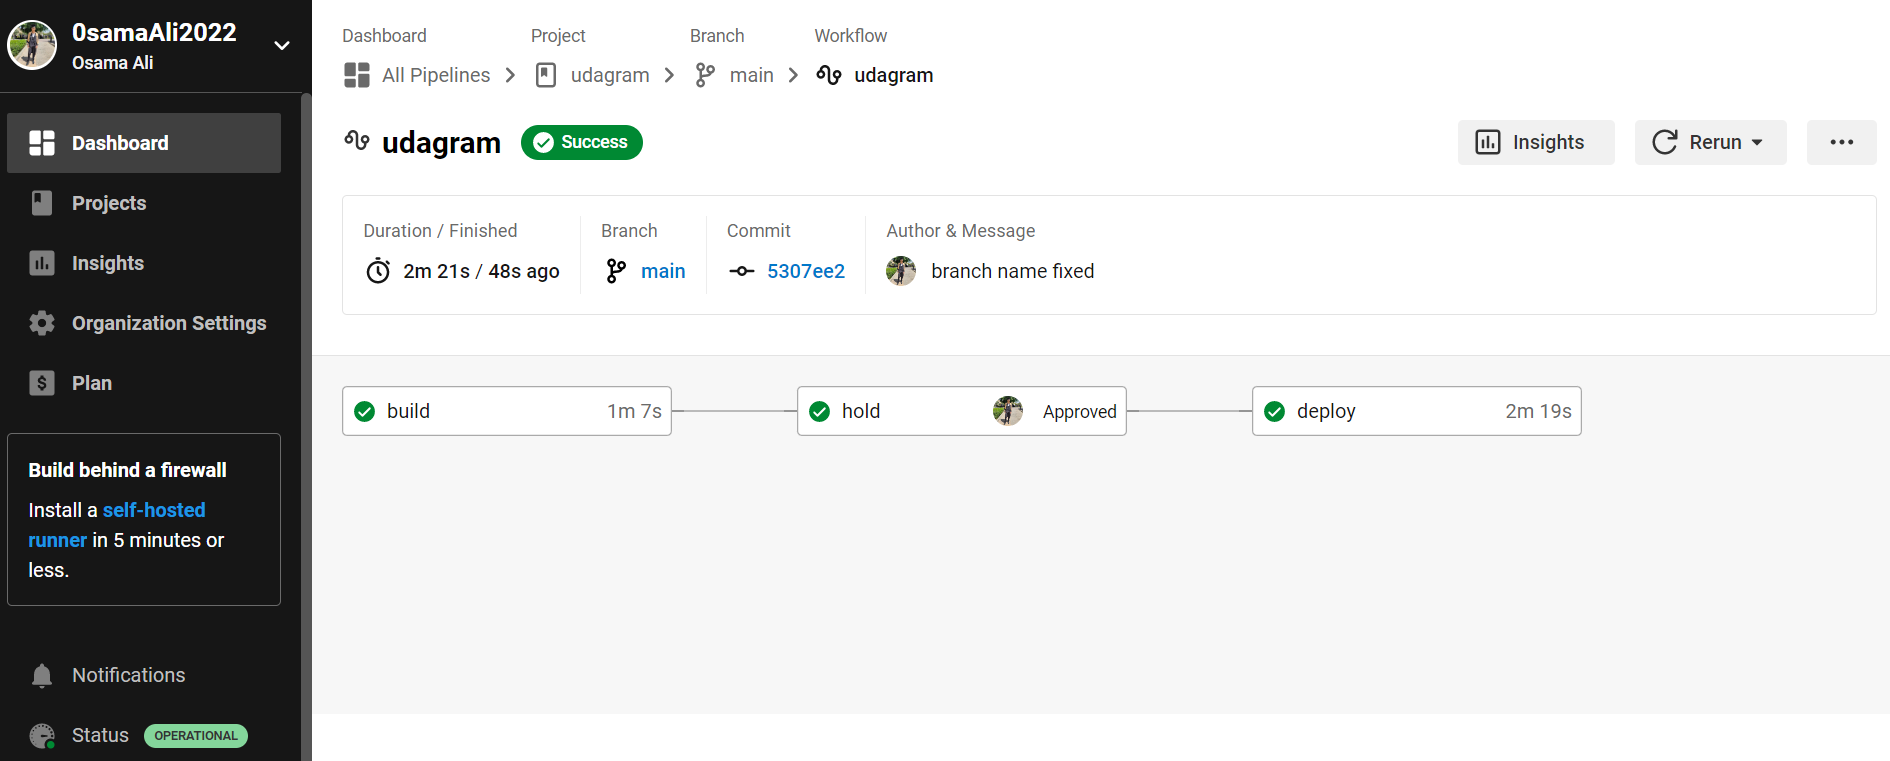 0samaAli2022
Osama Ali
Dashboard
Projects
Insights
Organization Settings
Plan
Build behind a firewall
Install a self-hosted
runner in 5 minutes or
less.
Notifications
Status OPERATIONAL
Dashboard Project Branch Workflow
All Pipelines udagram main udagram
udagram Success Insights Rerun
Duration / Finished Branch Commit Author & Message
2m 21s / 48s ago main 5307ee2 branch name fixed
build 1m 7s hold Approved deploy 2m 19s